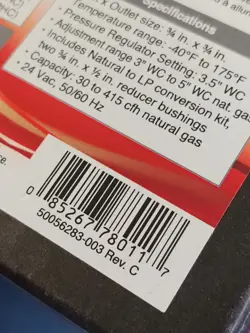 HC)
Specifications
x Outlet size: ¾ in. x ¾ in.
Temperature range: -40°F to 175°F
• Pressure Regulator Setting: 3.5" WC
• Adjustment range 3" WC to 5" WC nat. gas
• Includes Natural to LP conversion kit,
two ¾ in. x ½ in. reducer bushings
• Capacity: 30 to 415 cfh natural gas
• 24 Vac, 50/60 Hz
re.
0 85267 78011 7
50056283-003 Rev. C